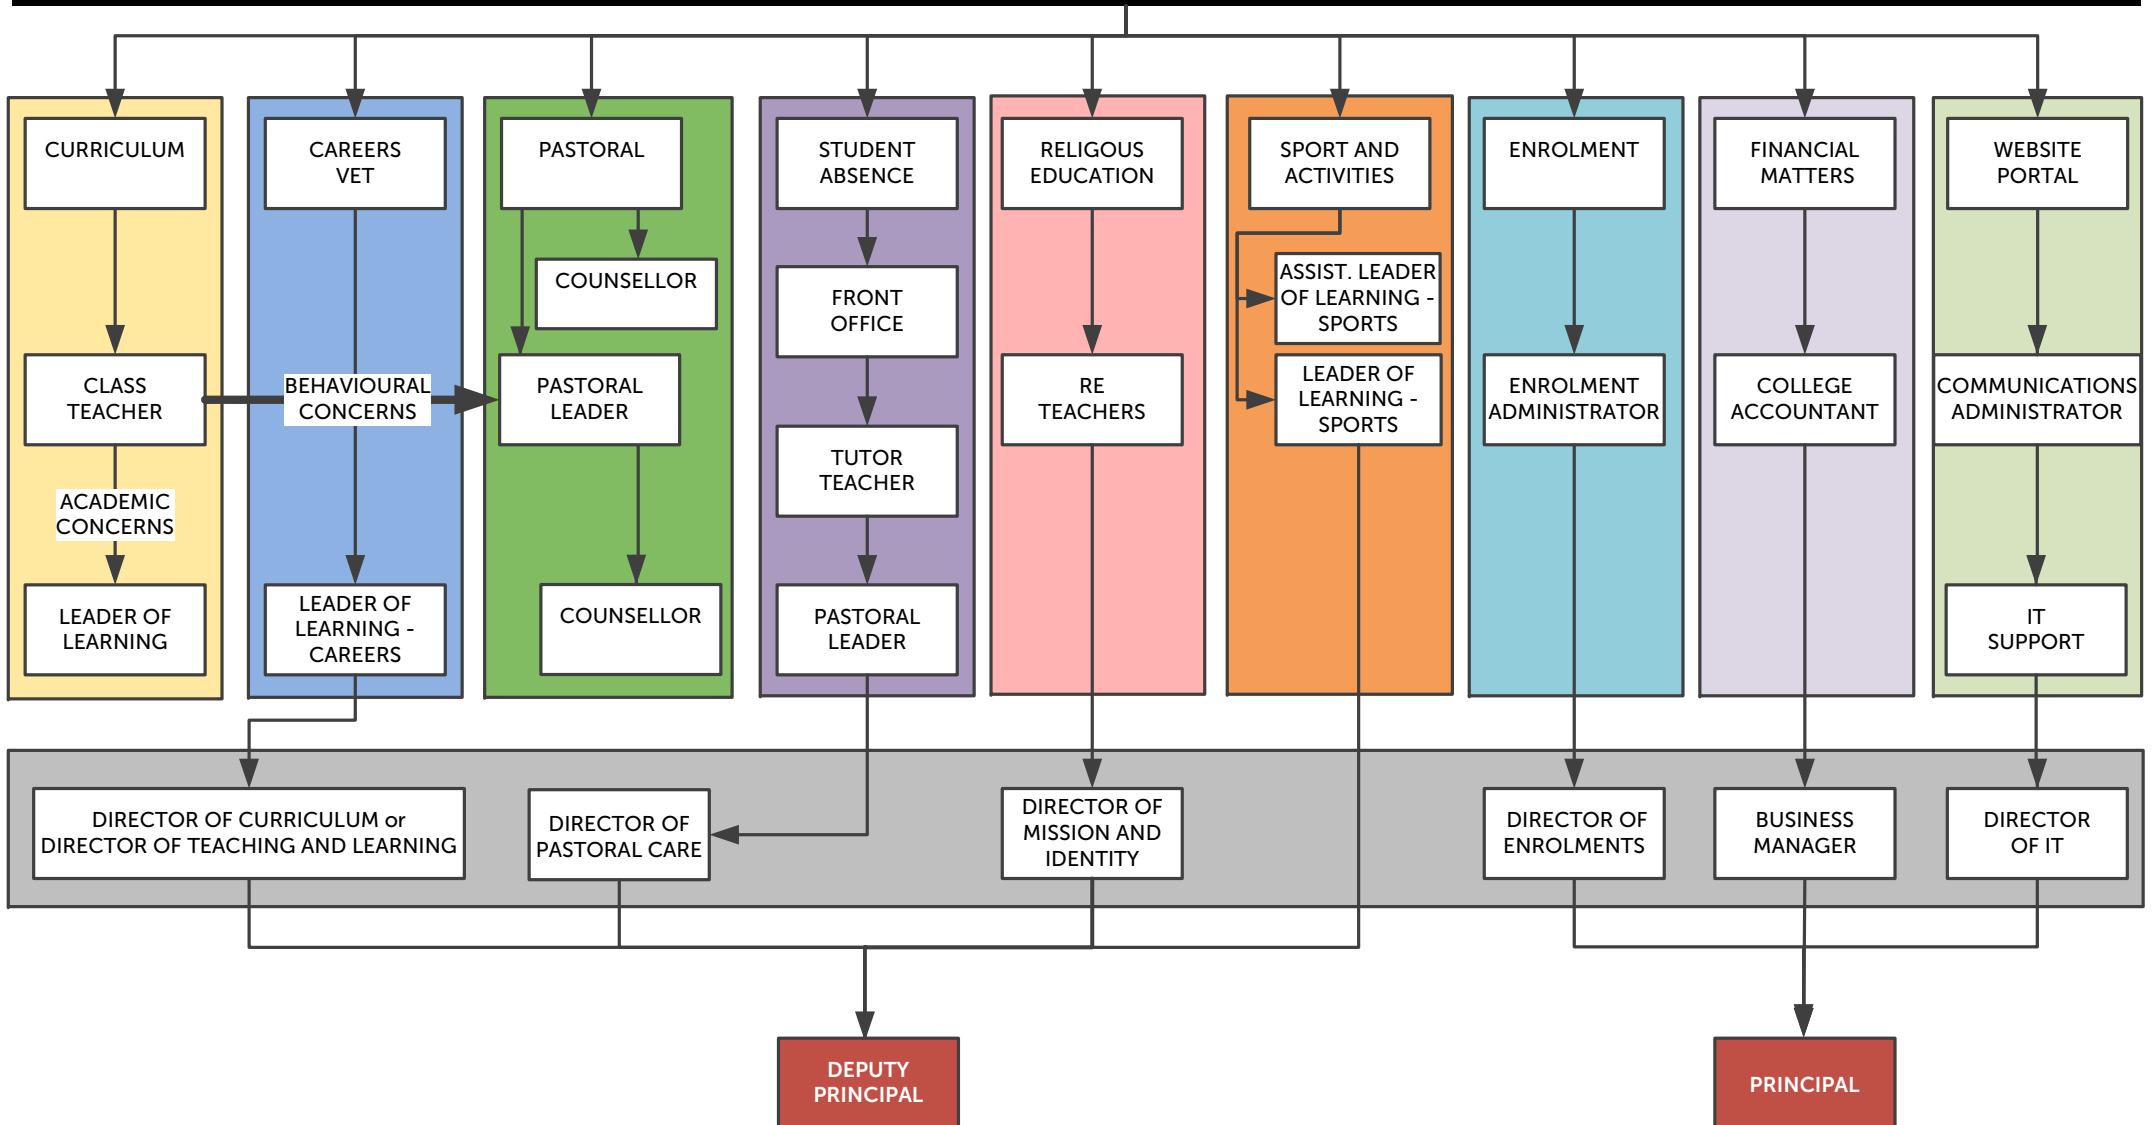 CURRICULUM
CAREERS
VET
PASTORAL
STUDENT
ABSENCE
RELIGOUS
EDUCATION
SPORT AND
ACTIVITIES
ENROLMENT
FINANCIAL
MATTERS
WEBSITE
PORTAL
COUNSELLOR
FRONT
OFFICE
ASSIST. LEADER
OF LEARNING -
SPORTS
CLASS
TEACHER
BEHAVIOURAL
CONCERNS
PASTORAL
LEADER
RE
TEACHERS
LEADER OF
LEARNING -
SPORTS
ENROLMENT
ADMINISTRATOR
COLLEGE
ACCOUNTANT
COMMUNICATIONS
ADMINISTRATOR
TUTOR
TEACHER
ACADEMIC
CONCERNS
LEADER OF
LEARNING
LEADER OF
LEARNING -
CAREERS
COUNSELLOR
PASTORAL
LEADER
IT
SUPPORT
DIRECTOR OF CURRICULUM or
DIRECTOR OF TEACHING AND LEARNING
DIRECTOR OF
PASTORAL CARE
DIRECTOR OF
MISSION AND
IDENTITY
DIRECTOR OF
ENROLMENTS
BUSINESS
MANAGER
DIRECTOR
OF IT
DEPUTY
PRINCIPAL
PRINCIPAL